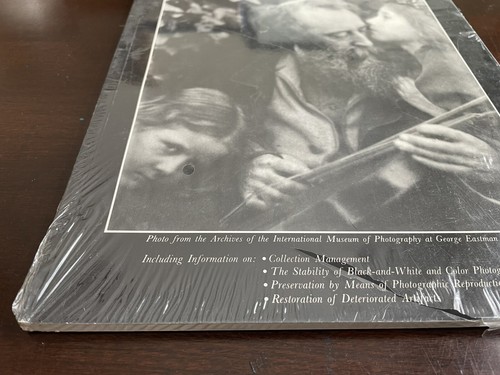 Photo from the Archives of the International Museum of Photography at George Eastman
Including Information on: • Collection Management
• The Stability of Black-and-White and Color
• Preservation by Means of Photographic
• Restoration of Deteriorated Artifacts